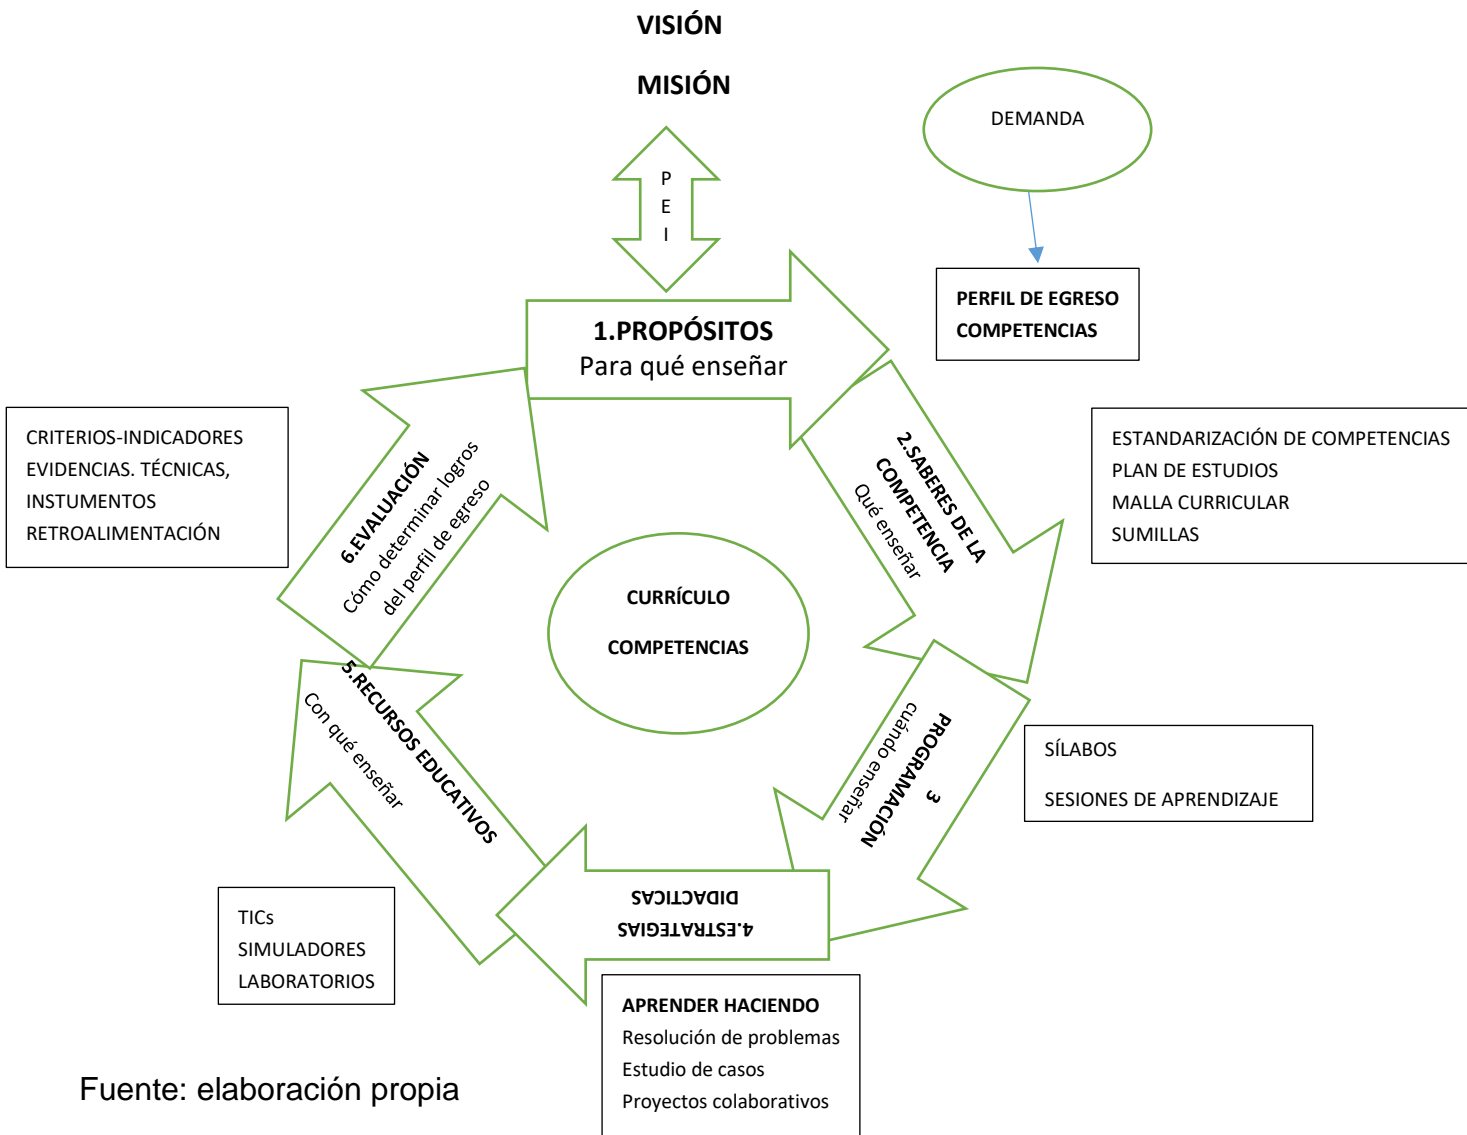 VISIÓN
MISIÓN
DEMANDA
P
E
I
PERFIL DE EGRESO
COMPETENCIAS
1.PROPÓSITOS
Para qué enseñar
2.SABERES DE LA
COMPETENCIA
Qué enseñar
ESTANDARIZACIÓN DE COMPETENCIAS
PLAN DE ESTUDIOS
MALLA CURRICULAR
SUMILLAS
CRITERIOS-INDICADORES
EVIDENCIAS. TÉCNICAS,
INSTUMENTOS
RETROALIMENTACIÓN
6.EVALUACIÓN
Cómo determinar logros
del perfil de egreso
CURRÍCULO
COMPETENCIAS
3
PROGRAMACIÓN
cuándo enseñar
SÍLABOS
SESIONES DE APRENDIZAJE
5.RECURSOS EDUCATIVOS
Con qué enseñar
4.ESTRATEGIAS
DIDACTICAS
TICs
SIMULADORES
LABORATORIOS
APRENDER HACIENDO
Resolución de problemas
Estudio de casos
Proyectos colaborativos
Fuente: elaboración propia